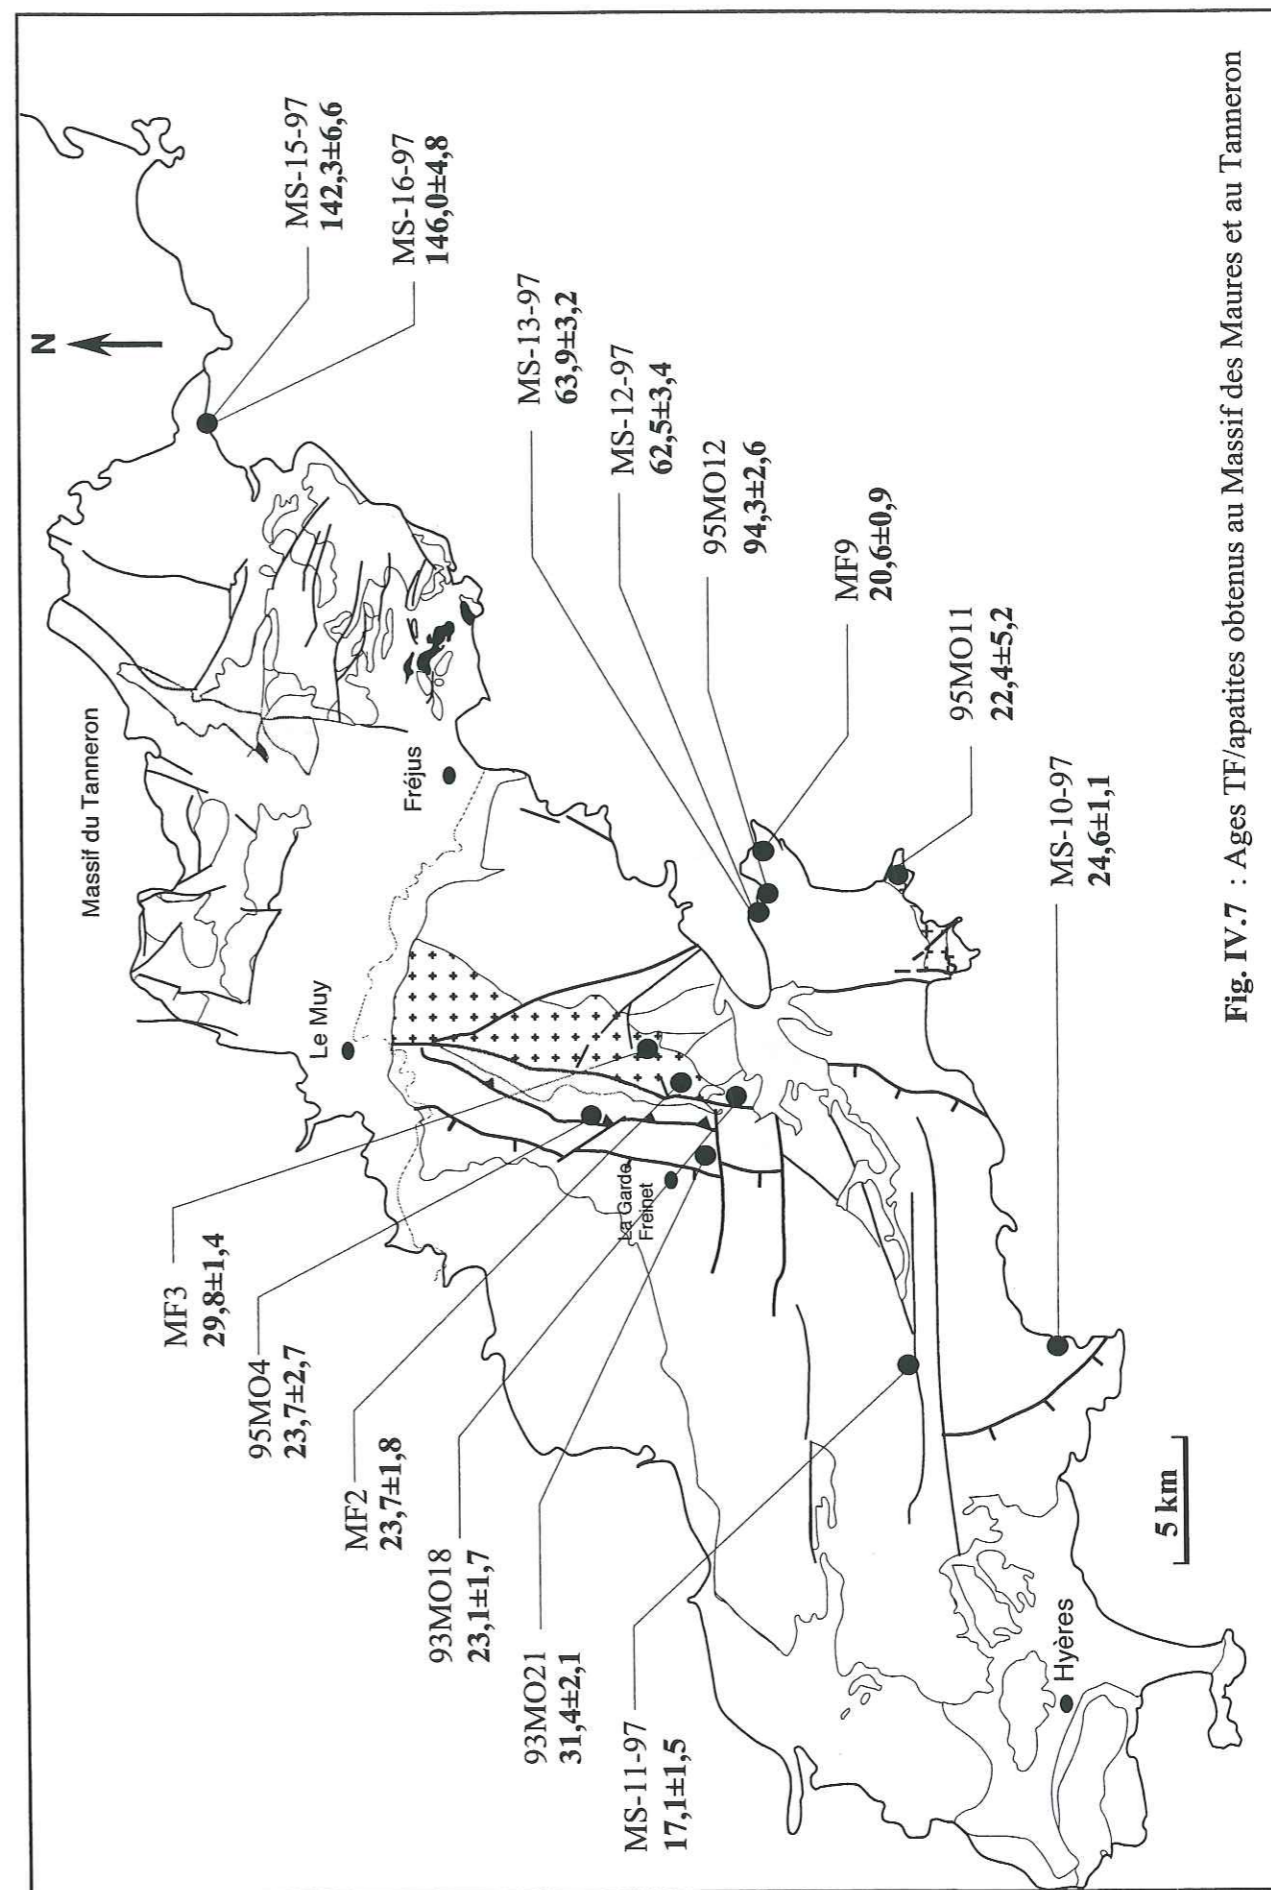 N
MS-15-97
142,3±6,6
MS-16-97
146,0±4,8
MS-13-97
63,9±3,2
MS-12-97
62,5±3,4
95MO12
94,3±2,6
MF9
20,6±0,9
95MO11
22,4±5,2
MS-10-97
24,6±1,1
Massif du Tanneron
Fréjus
Le Muy
La Garde
Freinet
MF3
29,8±1,4
95MO4
23,7±2,7
MF2
23,7±1,8
93MO18
23,1±1,7
93MO21
31,4±2,1
MS-11-97
17,1±1,5
Hyères
5 km
Fig. IV.7 : Ages TF/apatites obtenus au Massif des Maures et au Tanneron